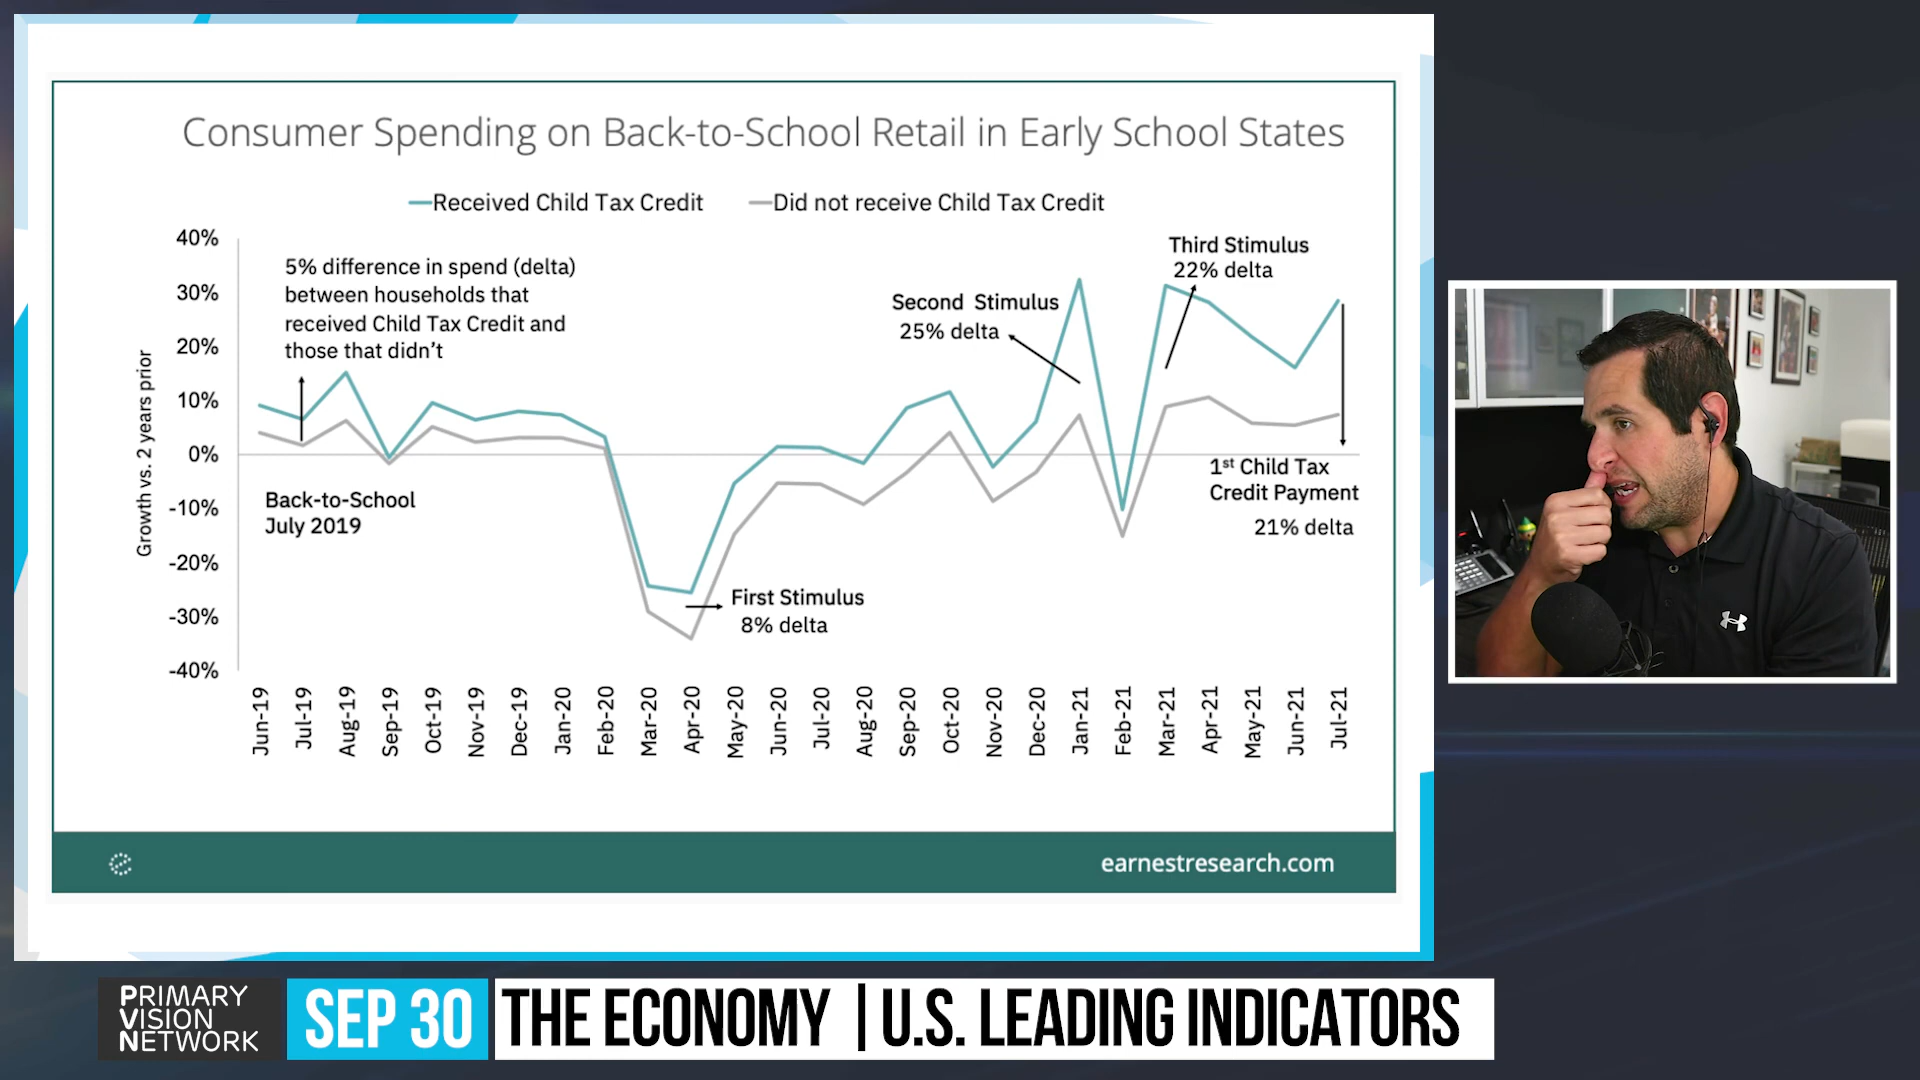 Consumer Spending on Back-to-School Retail in Early School States
Received Child Tax Credit
Did not receive Child Tax Credit
Growth vs. 2 years prior
40%
30%
20%
10%
0%
-10%
-20%
-30%
-40%
5% difference in spend (delta)
between households that
received Child Tax Credit and
those that didn't
Back-to-School
July 2019
First Stimulus
8% delta
Second Stimulus
25% delta
Third Stimulus
22% delta
1st Child Tax
Credit Payment
21% delta
Jun-19
Jul-19
Aug-19
Sep-19
Oct-19
Nov-19
Dec-19
Jan-20
Feb-20
Mar-20
Apr-20
May-20
Jun-20
Jul-20
Aug-20
Sep-20
Oct-20
Nov-20
Dec-20
Jan-21
Feb-21
Mar-21
Apr-21
May-21
Jun-21
Jul-21
earnestresearch.com
PRIMARY
VISION
NETWORK
SEP 30
THE ECONOMY | U.S. LEADING INDICATORS